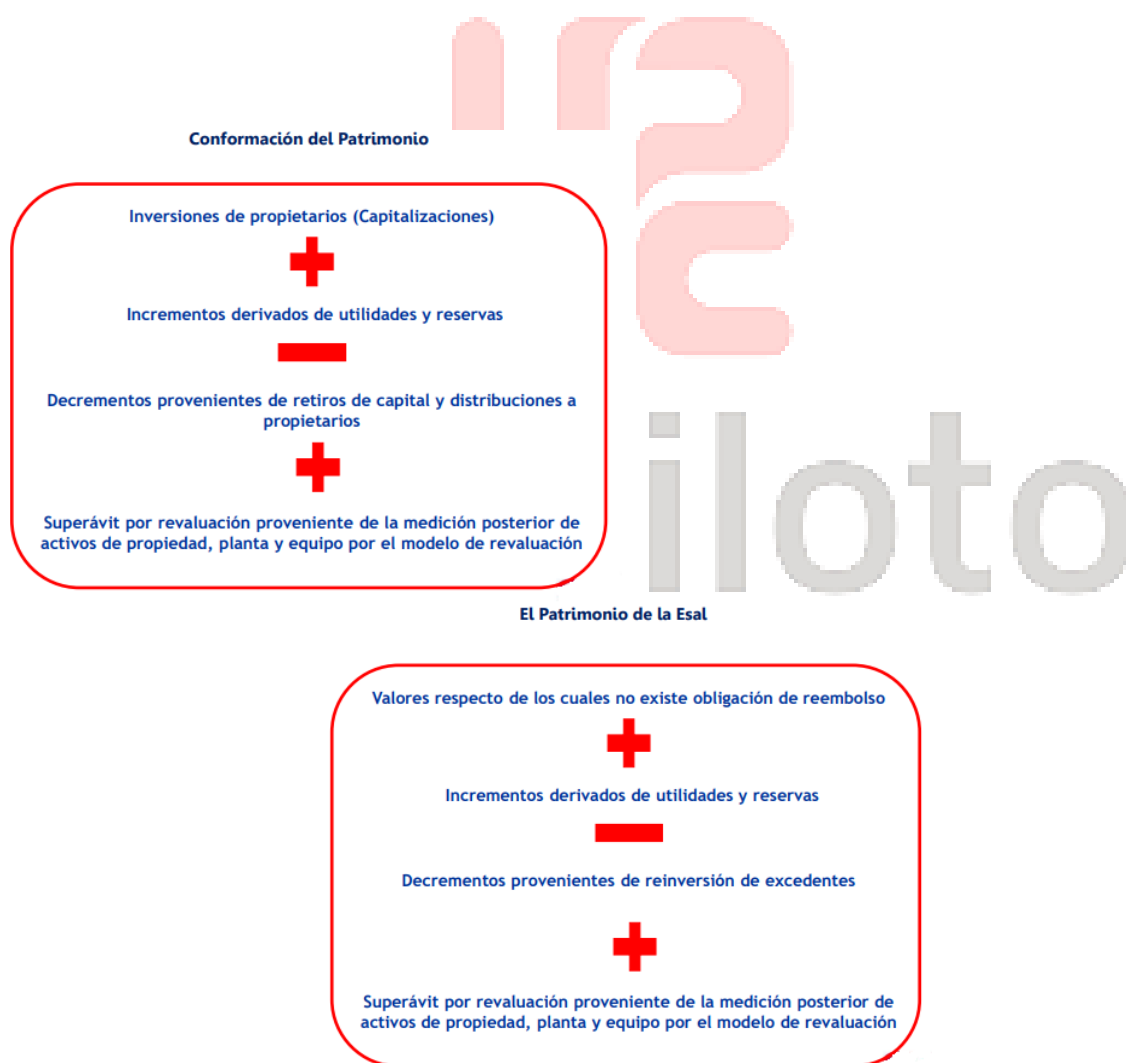 Conformación del Patrimonio
Inversiones de propietarios (Capitalizaciones)
Incrementos derivados de utilidades y reservas
Decrementos provenientes de retiros de capital y distribuciones a
propietarios
Superávit por revaluación proveniente de la medición posterior de
activos de propiedad, planta y equipo por el modelo de revaluación
iloto
El Patrimonio de la Esal
Valores respecto de los cuales no existe obligación de reembolso
Incrementos derivados de utilidades y reservas
Decrementos provenientes de reinversión de excedentes
Superávit por revaluación proveniente de la medición posterior de
activos de propiedad, planta y equipo por el modelo de revaluación